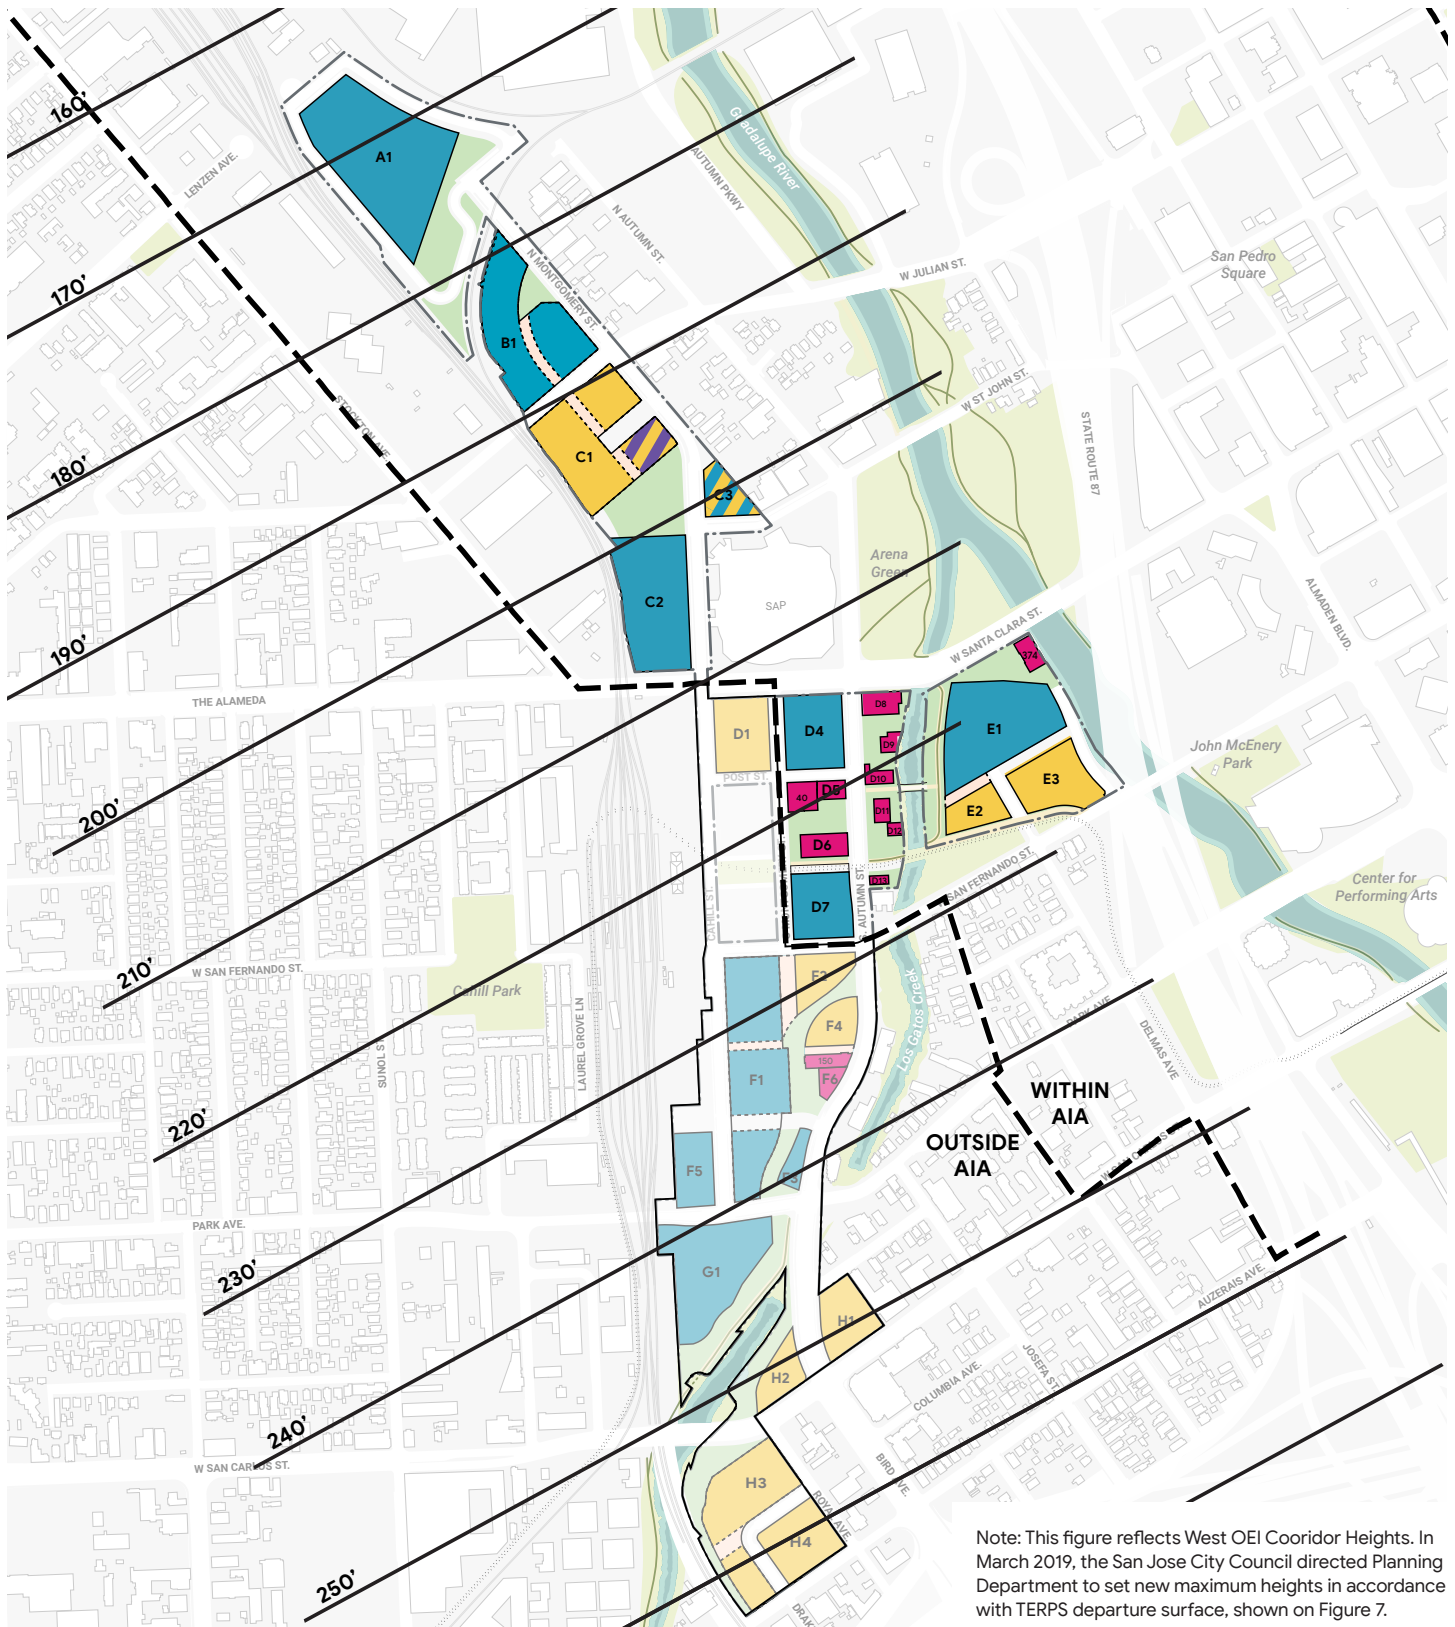 160’
A1
LENZEN AVE.
Guadalupe River
AUTUMN PKWY
N AUTUMN ST.
San Pedro
Square
N MONTGOMERY ST.
W JULIAN ST.
170’
B1
STOCKTON AVE.
W ST JOHN ST.
STATE ROUTE 87
C1
180’
C3
Arena
Green
C2
SAP
ALMADEN BLVD.
W SANTA CLARA ST.
190’
374
THE ALAMEDA
D1
D4
D8
E1
D9
John McEnery
Park
POST ST.
D10
E3
40
D5
200’
D11
E2
D12
D6
D13
CAHILL ST.
D7
S. AUTUMN ST.
W SAN FERNANDO ST.
Center for
Performing Arts
210’
W SAN FERNANDO ST.
Cahill Park
F2
LAUREL GROVE LN
F4
Los Gatos Creek
PARK AVE.
DELMAS AVE
SUNOL ST.
150
F1
F6
WITHIN
AIA
220’
OUTSIDE
AIA
F5
F3
PARK AVE.
G1
230’
AUZERAIS AVE.
H1
JOSEFA ST.
H2
COLUMBIA AVE.
240’
W SAN CARLOS ST.
H3
BIRD AVE.
ROYAL AVE.
H4
250’
DRAK
Note: This figure reflects West OEI Cooridor Heights. In
March 2019, the San Jose City Council directed Planning
Department to set new maximum heights in accordance
with TERPS departure surface, shown on Figure 7.